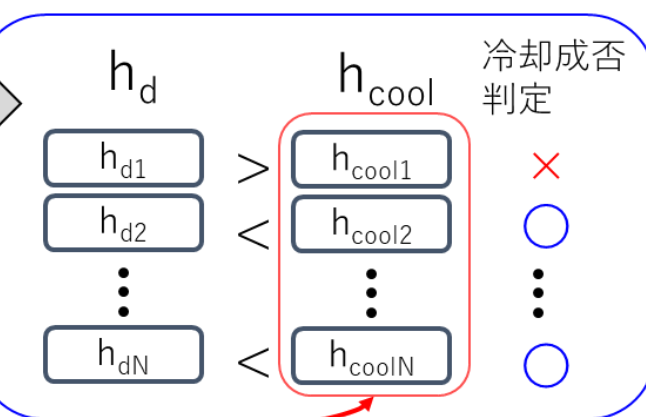 h_d h_cool 冷却成否
判定
h_d1 > h_cool1 ×
h_d2 < h_cool2 ○
⋮ ⋮ ⋮
h_dN < h_coolN ○